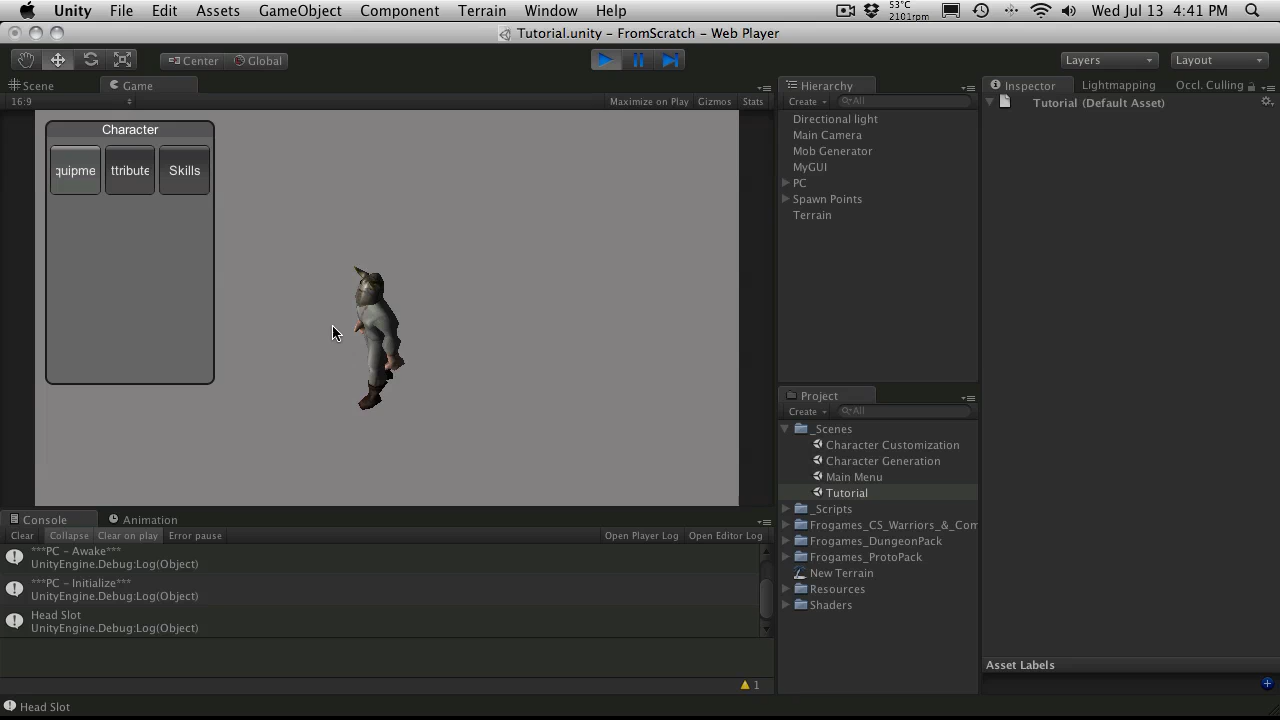 Unity File Edit Assets GameObject Component Terrain Window Help 53°C 2101rpm Wed Jul 13 4:41 PM
Tutorial.unity – FromScratch – Web Player
Center Global Layers Layout
Scene Game
16:9 Maximize on Play Gizmos Stats
Character
quipme ttribute Skills
Hierarchy
Create All
Directional light
Main Camera
Mob Generator
MyGUI
PC
Spawn Points
Terrain
Project
Create All
_Scenes
Character Customization
Character Generation
Main Menu
Tutorial
_Scripts
Frogames_CS_Warriors_&_Com
Frogames_DungeonPack
Frogames_ProtoPack
New Terrain
Resources
Shaders
Inspector Lightmapping Occl. Culling
Tutorial (Default Asset)
Asset Labels
Console Animation
Clear Collapse Clear on play Error pause Open Player Log Open Editor Log
***PC – Awake***
UnityEngine.Debug:Log(Object)
***PC – Initialize***
UnityEngine.Debug:Log(Object)
Head Slot
UnityEngine.Debug:Log(Object)
1
Head Slot